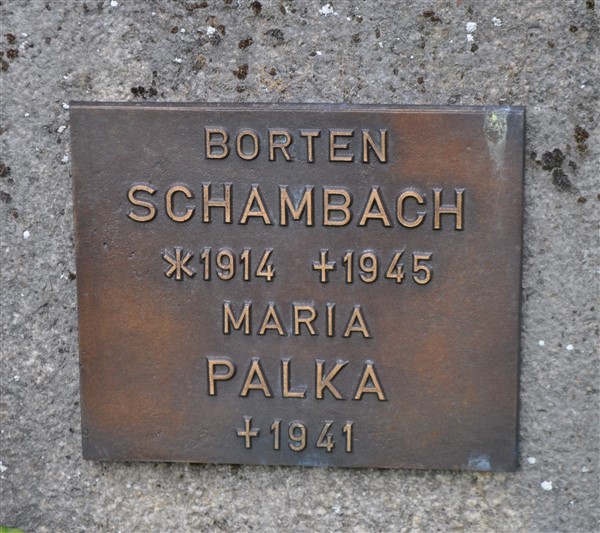 BORTEN
SCHAMBACH
*1914 †1945
MARIA
PALKA
†1941